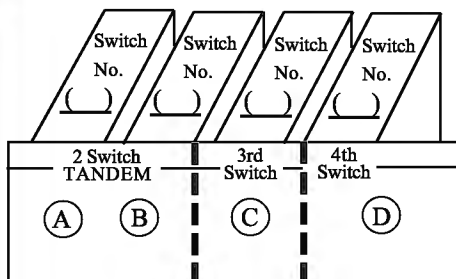 Switch No. ( )
Switch No. ( )
Switch No. ( )
Switch No. ( )
2 Switch TANDEM
3rd Switch
4th Switch
A
B
C
D